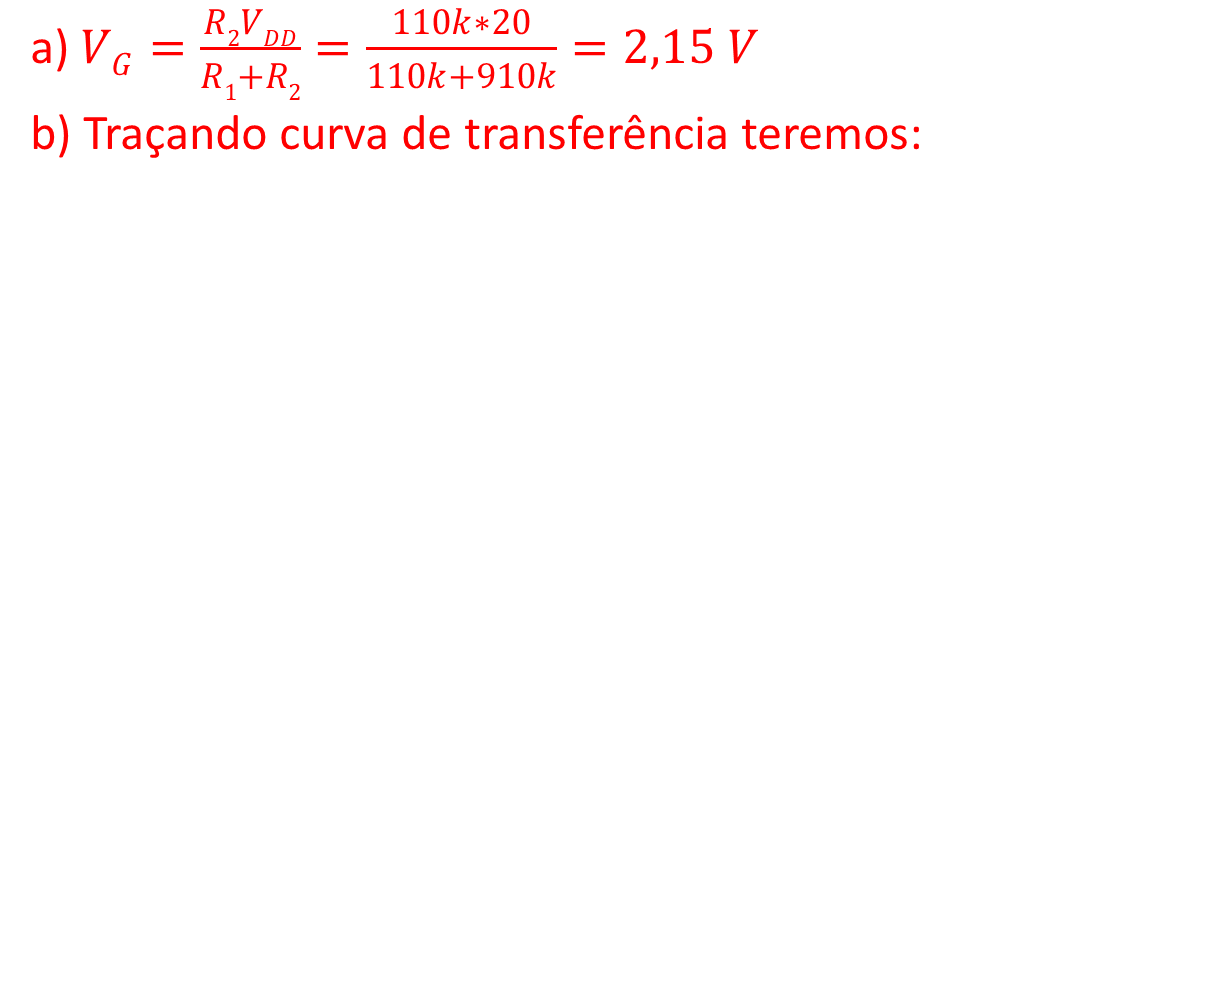 a) V_G = R_2V_DD / R_1+R_2 = 110k∗20 / 110k+910k = 2,15 V
b) Traçando curva de transferência teremos: